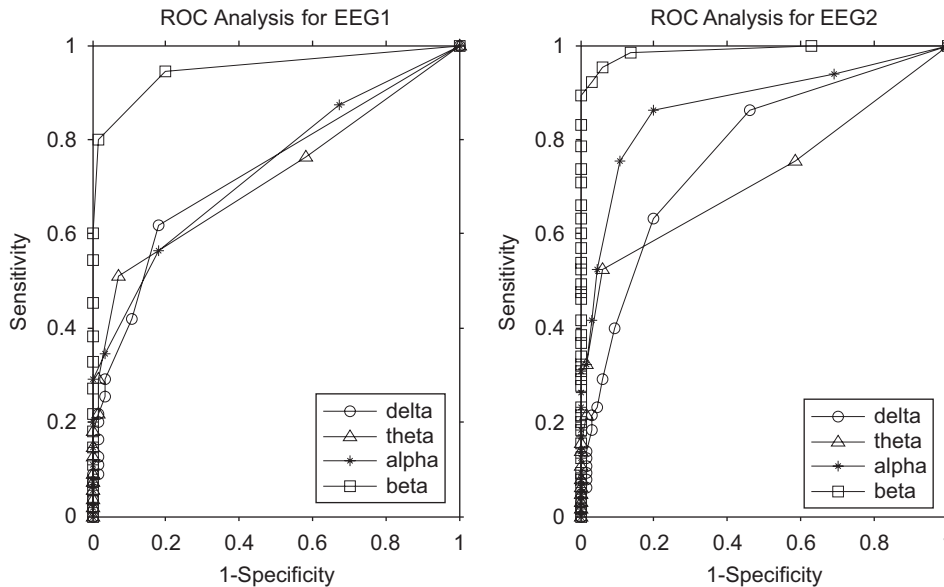 ROC Analysis for EEG1
1
0.8
0.6
0.4
0.2
0
Sensitivity
0
0.2
0.4
0.6
0.8
1
1-Specificity
delta
theta
alpha
beta
ROC Analysis for EEG2
1
0.8
0.6
0.4
0.2
0
Sensitivity
0
0.2
0.4
0.6
0.8
1-Specificity
delta
theta
alpha
beta